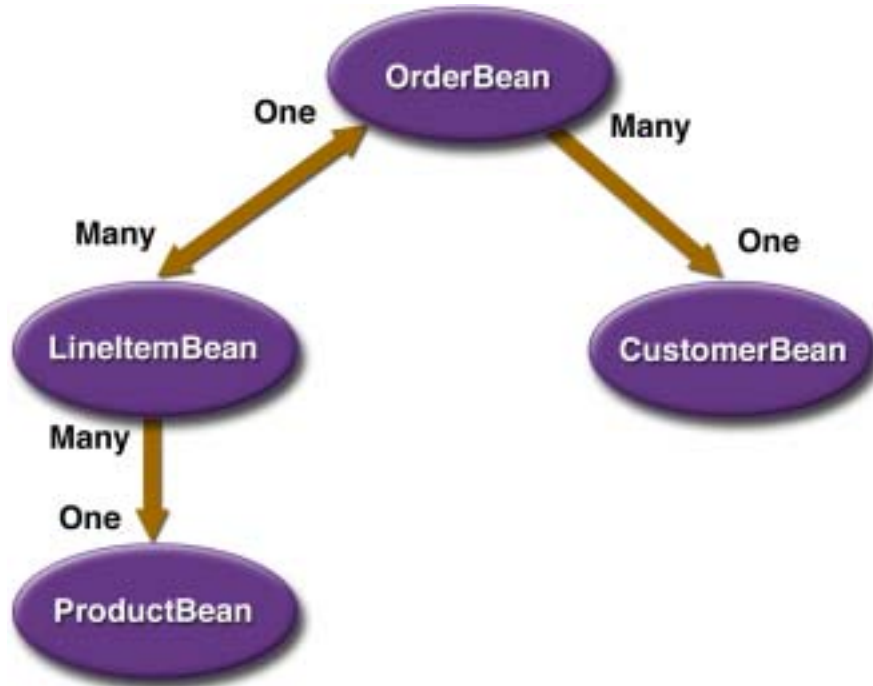 OrderBean
One
Many
Many
One
LineItemBean
CustomerBean
Many
One
ProductBean